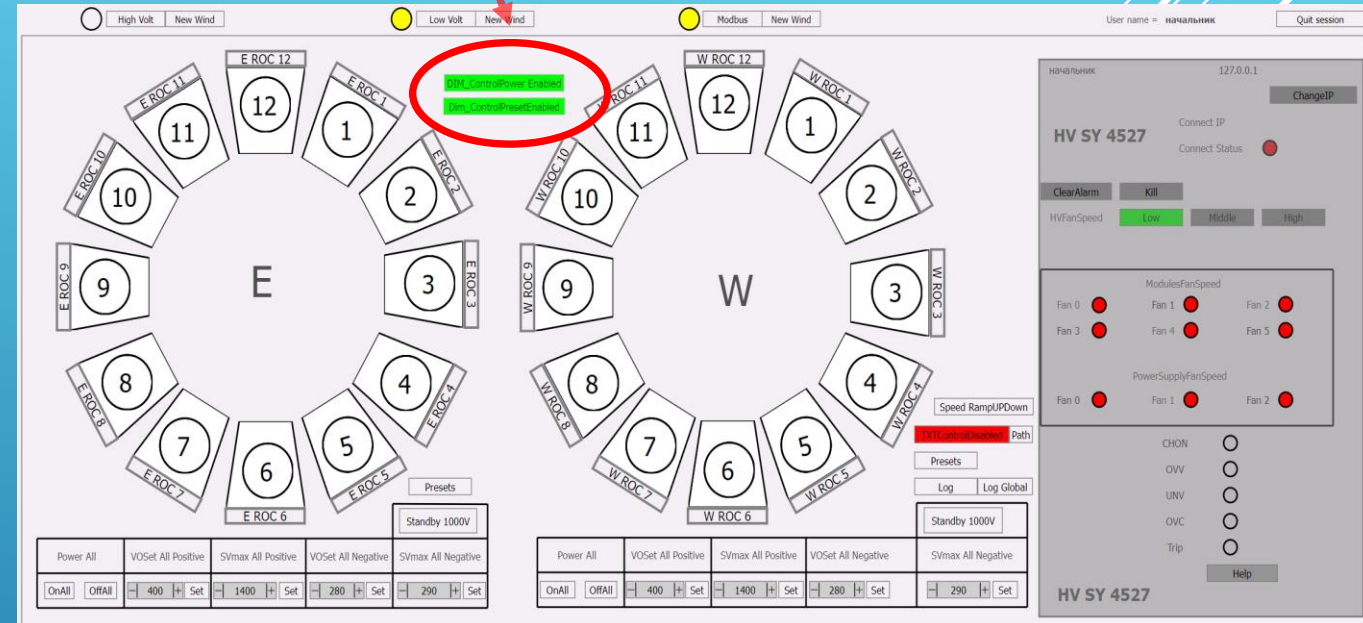 High Volt New Wind Low Volt New Wind Modbus New Wind User name = начальник Quit session
DIM_ControlPower Enabled
Dim_ControlPresetEnabled
E ROC 12
12
E ROC 1
1
E ROC 2
2
E ROC 3
3
E ROC 4
4
E ROC 5
5
E ROC 6
6
E ROC 7
7
E ROC 8
8
E ROC 9
9
E ROC 10
10
E ROC 11
11
E
W ROC 12
12
W ROC 1
1
W ROC 2
2
W ROC 3
3
W ROC 4
4
W ROC 5
5
W ROC 6
6
W ROC 7
7
W ROC 8
8
W ROC 9
9
W ROC 10
10
W ROC 11
11
W
Presets
Standby 1000V
Power All VOSet All Positive SVmax All Positive VOSet All Negative SVmax All Negative
OnAll OffAll - 400 + Set - 1400 + Set - 280 + Set - 290 + Set
Speed RampUPDown
TXTControlDisabled Path
Presets
Log Log Global
Standby 1000V
Power All VOSet All Positive SVmax All Positive VOSet All Negative SVmax All Negative
OnAll OffAll - 400 + Set - 1400 + Set - 280 + Set - 290 + Set
начальник 127.0.0.1
ChangeIP
HV SY 4527
Connect IP
Connect Status
ClearAlarm Kill
HVFanSpeed Low Middle High
ModulesFanSpeed
Fan 0 Fan 1 Fan 2
Fan 3 Fan 4 Fan 5
PowerSupplyFanSpeed
Fan 0 Fan 1 Fan 2
CHON
OVV
UNV
OVC
Trip
Help
HV SY 4527